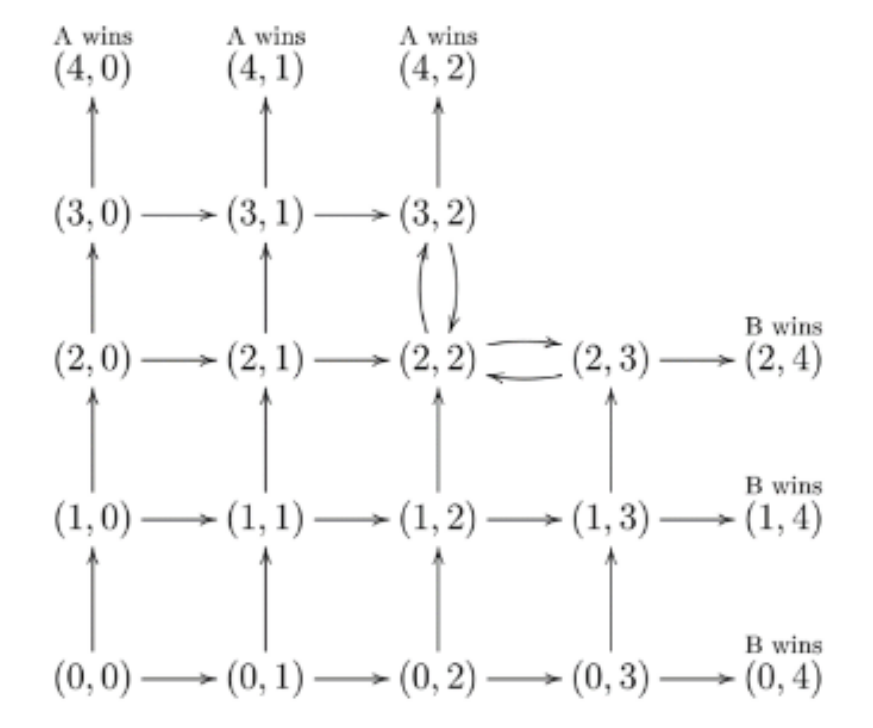 A wins A wins A wins
(4, 0) (4, 1) (4, 2)
(3, 0) (3, 1) (3, 2)
B wins
(2, 0) (2, 1) (2, 2) (2, 3) (2, 4)
B wins
(1, 0) (1, 1) (1, 2) (1, 3) (1, 4)
B wins
(0, 0) (0, 1) (0, 2) (0, 3) (0, 4)